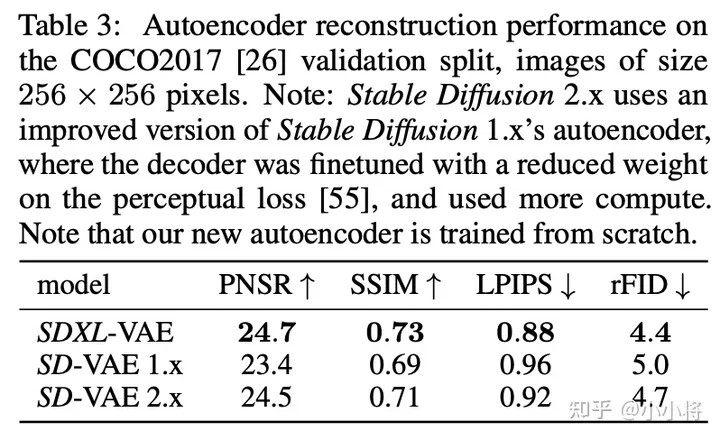 Table 3: Autoencoder reconstruction performance on
the COCO2017 [26] validation split, images of size
256 × 256 pixels. Note: Stable Diffusion 2.x uses an
improved version of Stable Diffusion 1.x's autoencoder,
where the decoder was finetuned with a reduced weight
on the perceptual loss [55], and used more compute.
Note that our new autoencoder is trained from scratch.
model PNSR ↑ SSIM ↑ LPIPS ↓ rFID ↓
SDXL-VAE 24.7 0.73 0.88 4.4
SD-VAE 1.x 23.4 0.69 0.96 5.0
SD-VAE 2.x 24.5 0.71 0.92 4.7
知乎 @小小将